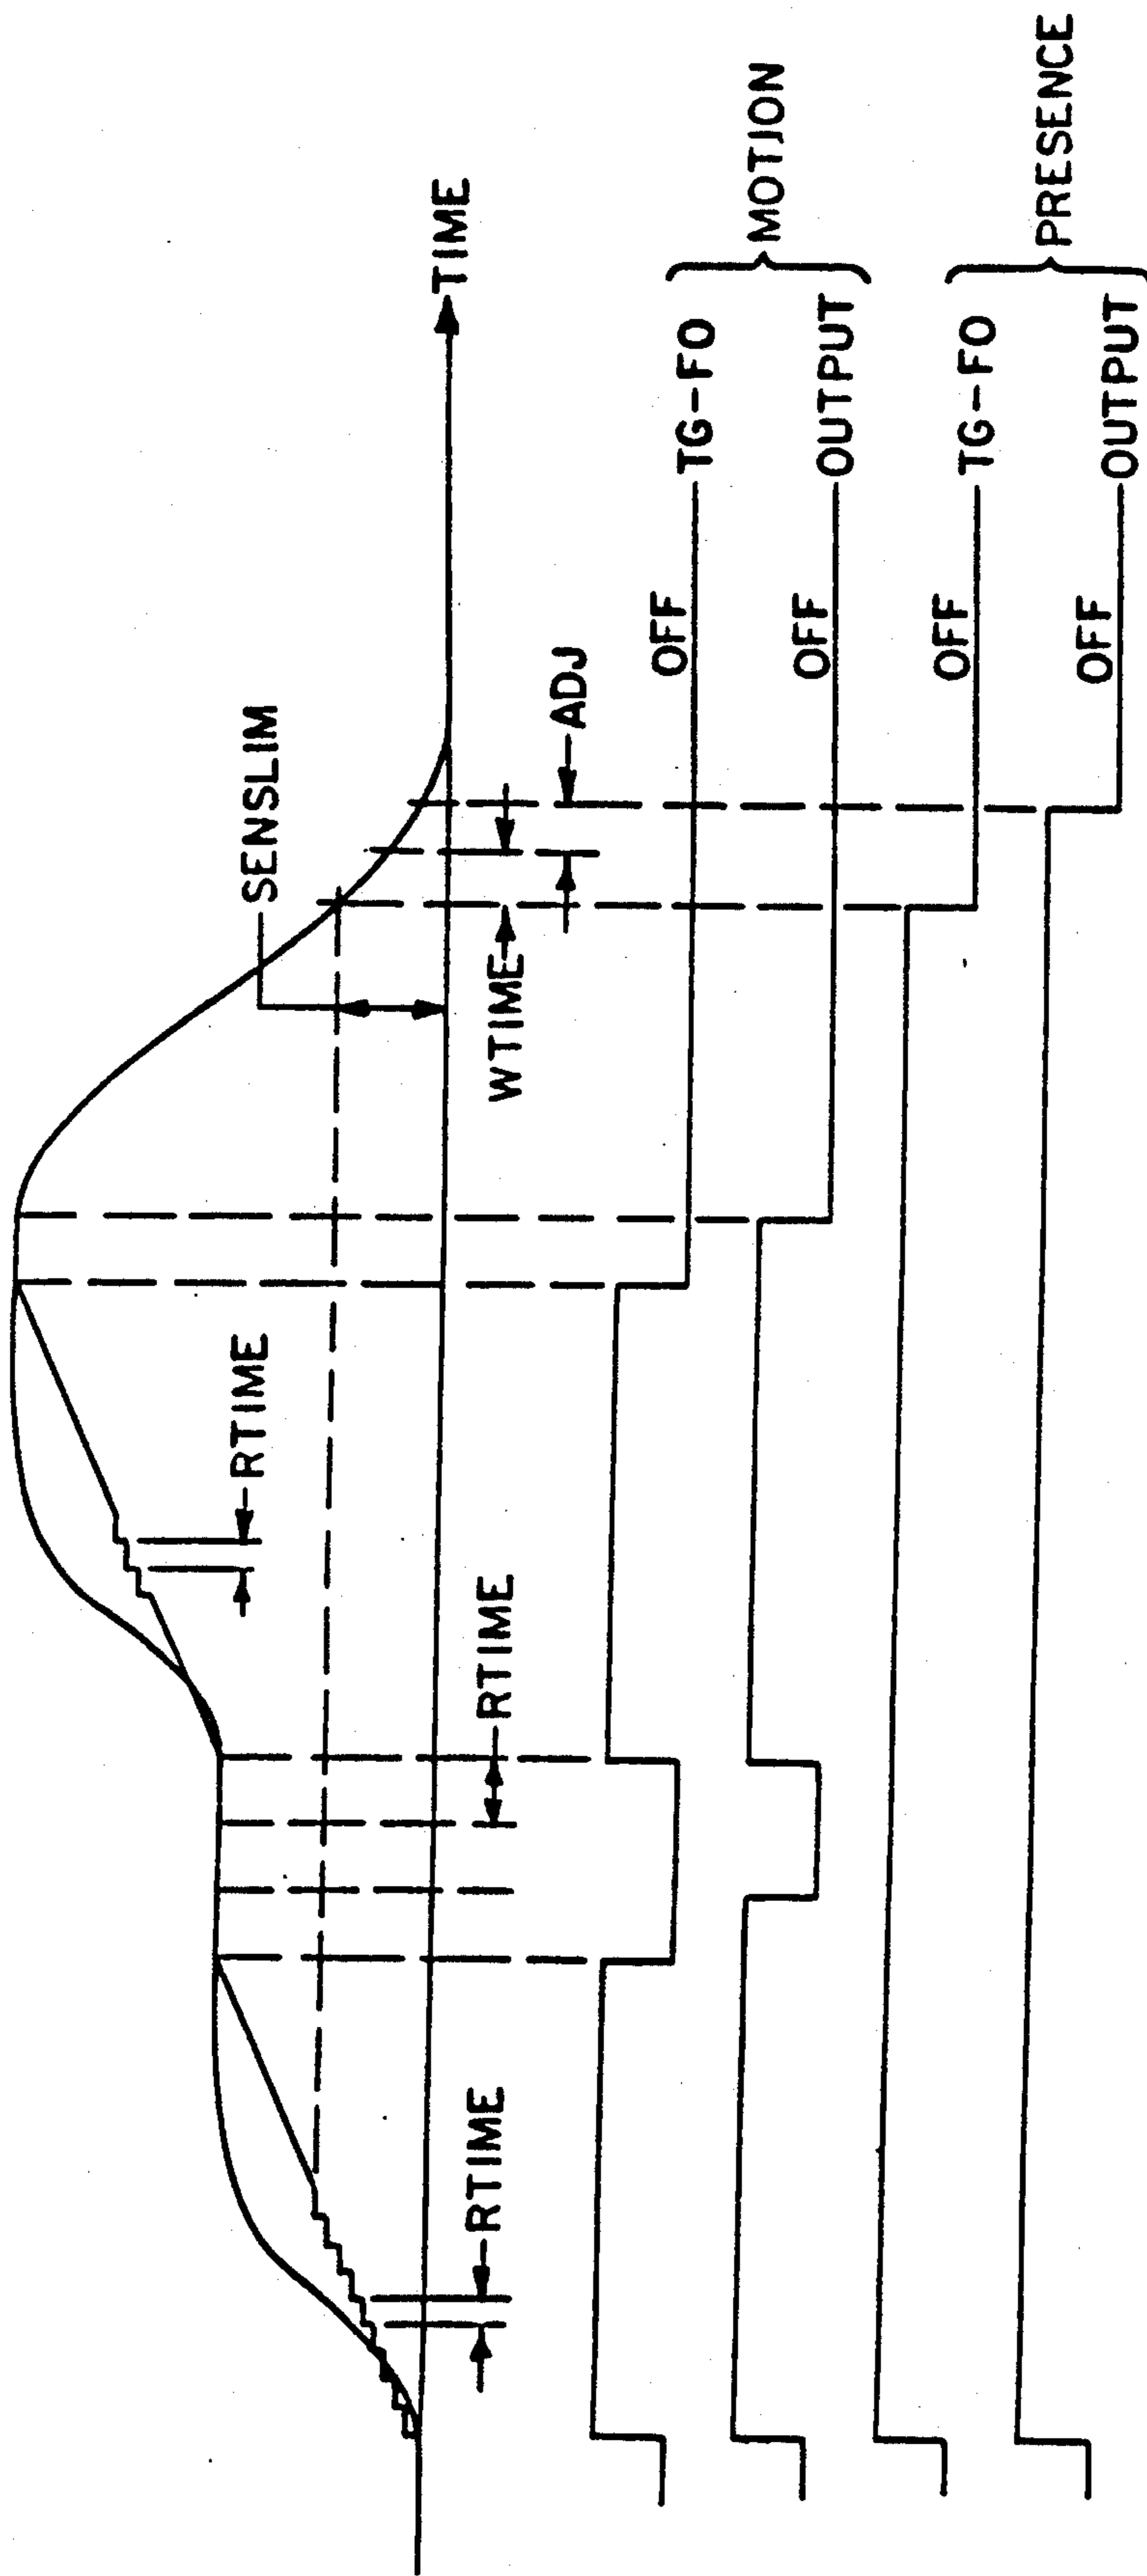 SENSLIM
RTIME
TIME
WTIME
RTIME
RTIME
ADJ
OFF
TG-FO
MOTION
OFF
OUTPUT
OFF
TG-FO
PRESENCE
OFF
OUTPUT